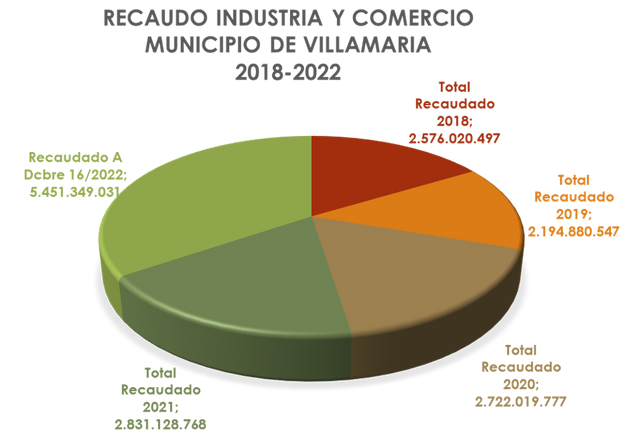 RECAUDO INDUSTRIA Y COMERCIO
MUNICIPIO DE VILLAMARIA
2018-2022
Total
Recaudado
2018;
2.576.020.497
Total
Recaudado
2019;
2.194.880.547
Total
Recaudado
2020;
2.722.019.777
Total
Recaudado
2021;
2.831.128.768
Recaudado A
Dcbre 16/2022;
5.451.349.031